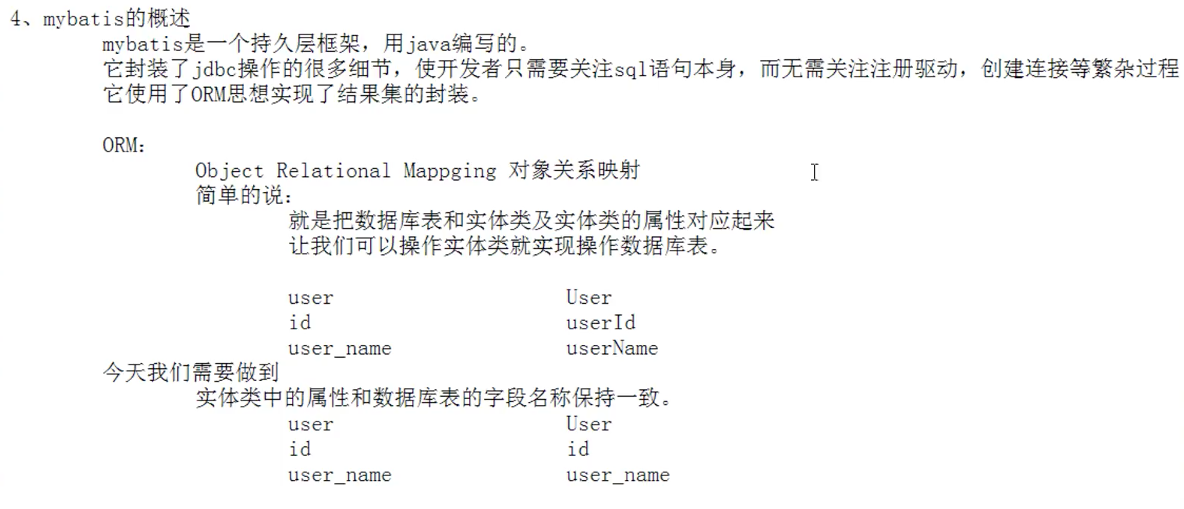 4、mybatis的概述
mybatis是一个持久层框架，用java编写的。
它封装了jdbc操作的很多细节，使开发者只需要关注sql语句本身，而无需关注注册驱动，创建连接等繁杂过程
它使用了ORM思想实现了结果集的封装。
ORM：
Object Relational Mappging 对象关系映射
简单的说：
就是把数据库表和实体类及实体类的属性对应起来
让我们可以操作实体类就实现操作数据库表。
user User
id userId
user_name userName
今天我们需要做到
实体类中的属性和数据库表的字段名称保持一致。
user User
id id
user_name user_name